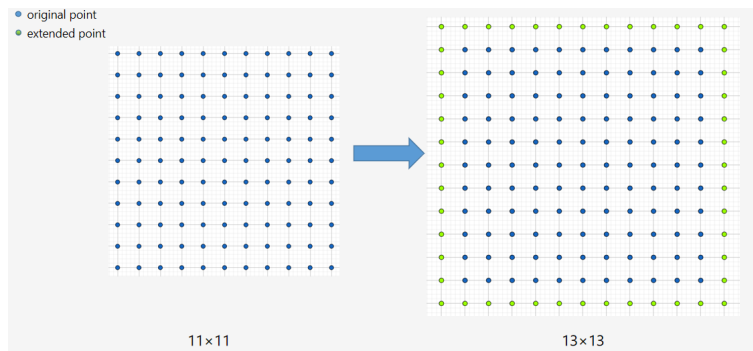 original point
extended point
11×11
13×13